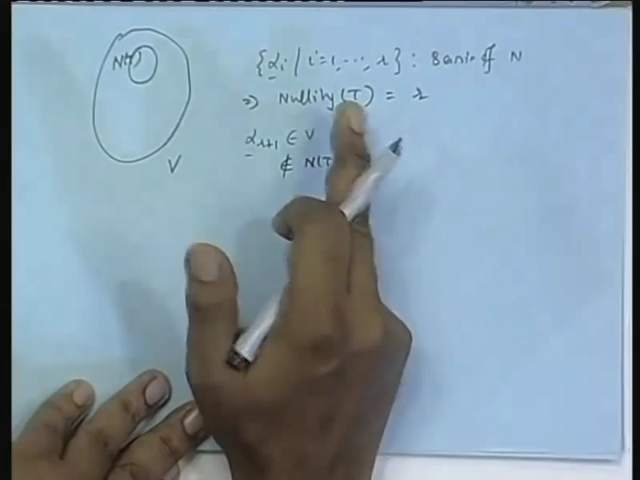 N(T)
{αi | i=1,..., r} : Basis of N
⇒ Nullity (T) = r
αr+1 ∈ V
∉ N(T
V